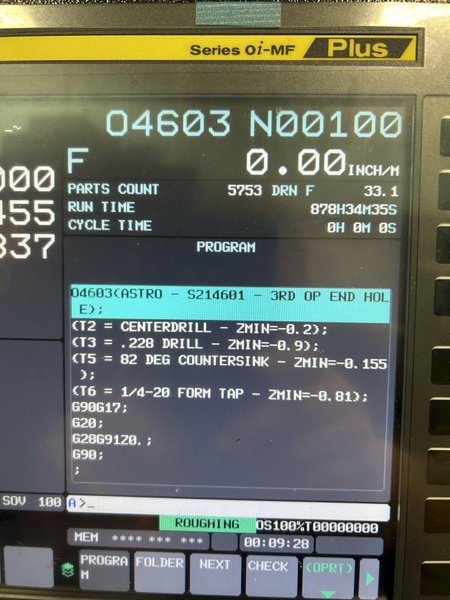 Series 0i-MF Plus
O4603 N00100
000
F 0.00 INCH/M
455
PARTS COUNT 5753 DRN F 33.1
RUN TIME 878H34M35S
837
CYCLE TIME 0H 0M 0S
PROGRAM
O4603(ASTRO - S214601 - 3RD OP END HOL
E);
(T2 = CENTERDRILL - ZMIN=-0.2);
(T3 = .228 DRILL - ZMIN=-0.9);
(T5 = 82 DEG COUNTERSINK - ZMIN=-0.155
);
(T6 = 1/4-20 FORM TAP - ZMIN=-0.81);
G90G17;
G20;
G28G91Z0.;
G90;
;
SOV 100
A>_
ROUGHING OS100%T00000000
MEM **** *** ***
00:09:28
PROGRA
M
FOLDER
NEXT
CHECK
(OPRT)